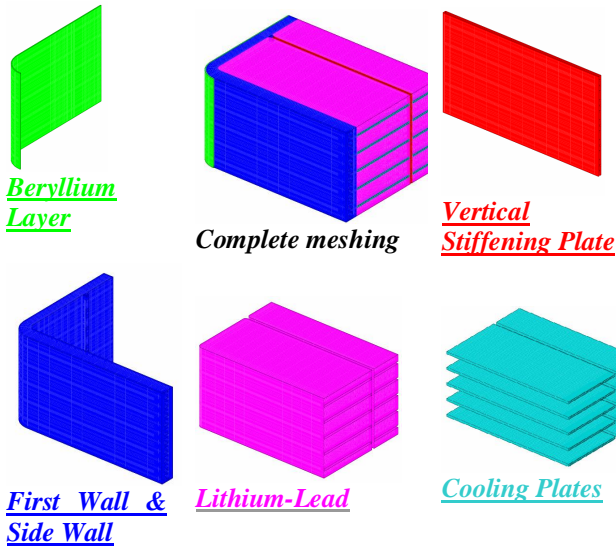 Beryllium
Layer
Complete meshing
Vertical
Stiffening Plate
First Wall &
Side Wall
Lithium-Lead
Cooling Plates